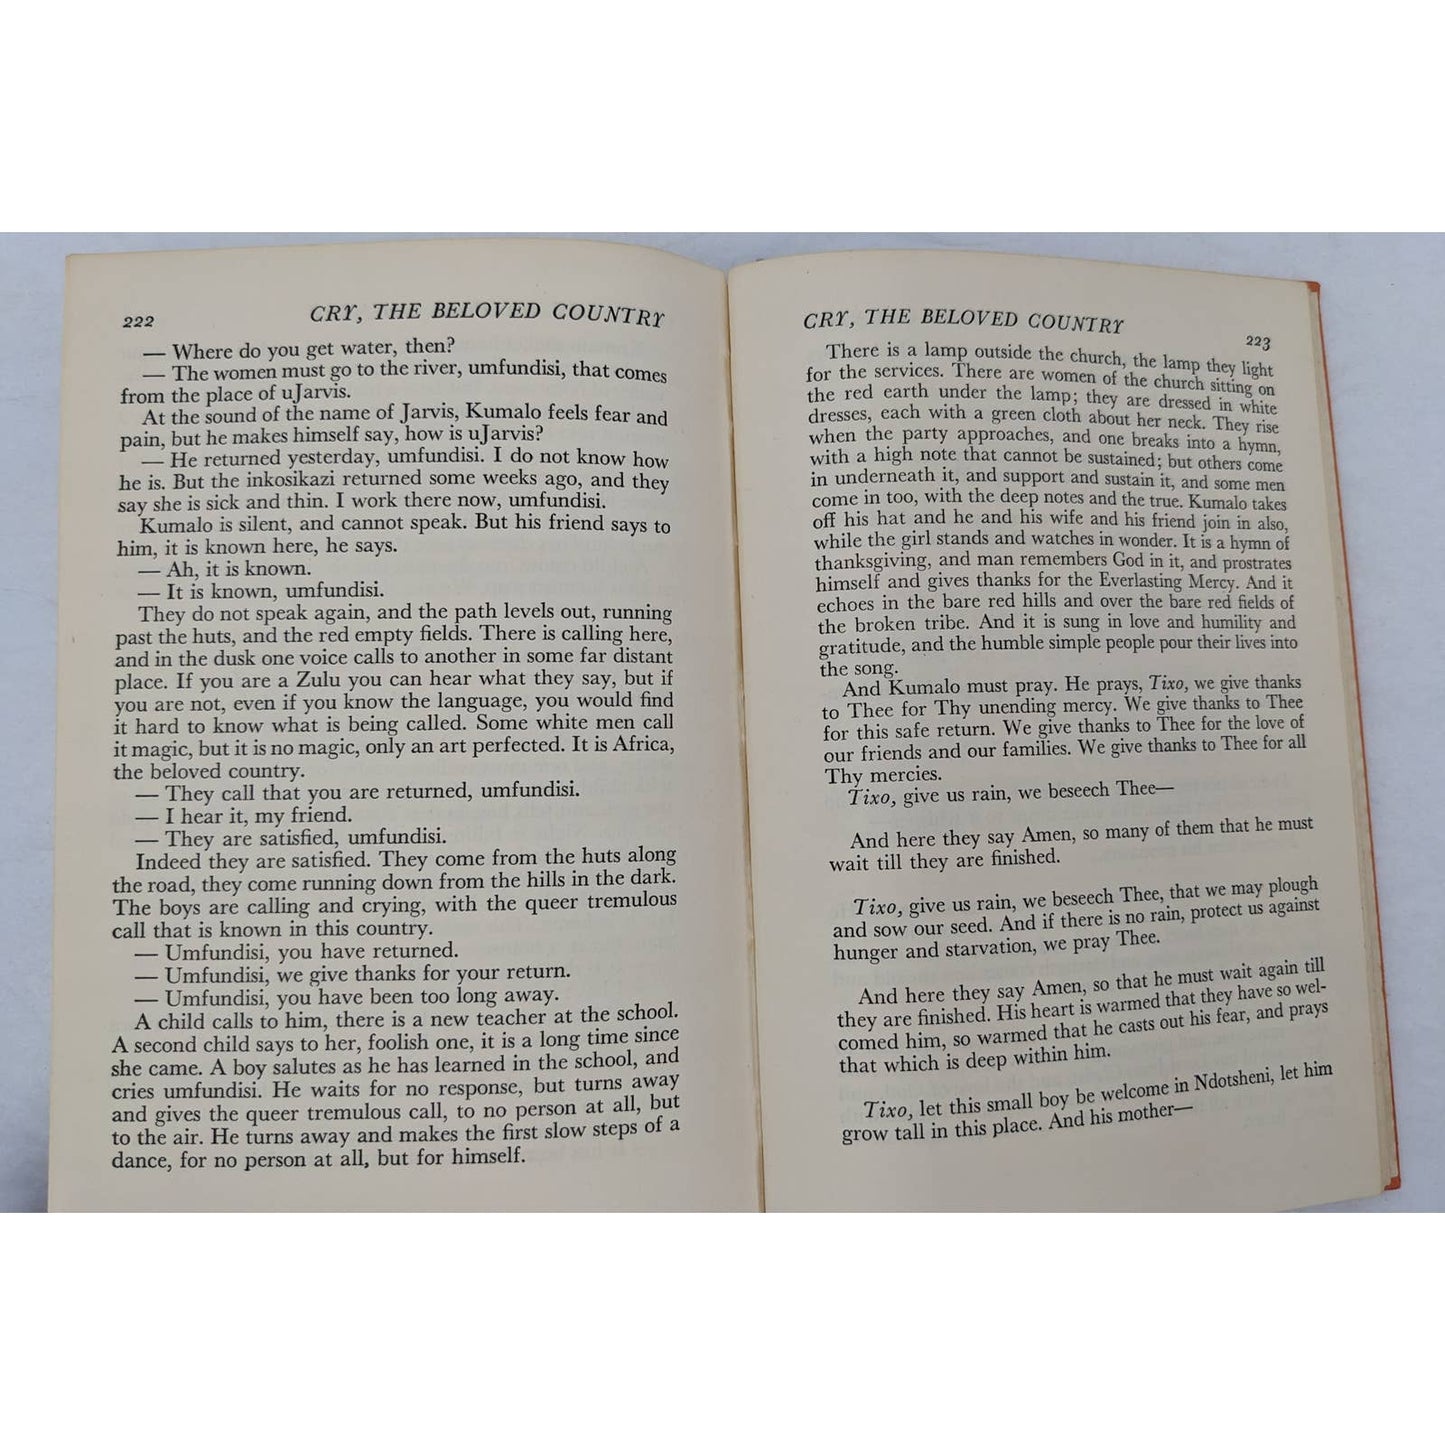 222 CRY, THE BELOVED COUNTRY
— Where do you get water, then?
— The women must go to the river, umfundisi, that comes
from the place of uJarvis.
At the sound of the name of Jarvis, Kumalo feels fear and
pain, but he makes himself say, how is uJarvis?
— He returned yesterday, umfundisi. I do not know how
he is. But the inkosikazi returned some weeks ago, and they
say she is sick and thin. I work there now, umfundisi.
Kumalo is silent, and cannot speak. But his friend says to
him, it is known here, he says.
— Ah, it is known.
— It is known, umfundisi.
They do not speak again, and the path levels out, running
past the huts, and the red empty fields. There is calling here,
and in the dusk one voice calls to another in some far distant
place. If you are a Zulu you can hear what they say, but if
you are not, even if you know the language, you would find
it hard to know what is being called. Some white men call
it magic, but it is no magic, only an art perfected. It is Africa,
the beloved country.
— They call that you are returned, umfundisi.
— I hear it, my friend.
— They are satisfied, umfundisi.
Indeed they are satisfied. They come from the huts along
the road, they come running down from the hills in the dark.
The boys are calling and crying, with the queer tremulous
call that is known in this country.
— Umfundisi, you have returned.
— Umfundisi, we give thanks for your return.
— Umfundisi, you have been too long away.
A child calls to him, there is a new teacher at the school.
A second child says to her, foolish one, it is a long time since
she came. A boy salutes as he has learned in the school, and
cries umfundisi. He waits for no response, but turns away
and gives the queer tremulous call, to no person at all, but
to the air. He turns away and makes the first slow steps of a
dance, for no person at all, but for himself.
CRY, THE BELOVED COUNTRY 223
There is a lamp outside the church, the lamp they light
for the services. There are women of the church sitting on
the red earth under the lamp; they are dressed in white
dresses, each with a green cloth about her neck. They rise
when the party approaches, and one breaks into a hymn,
with a high note that cannot be sustained; but others come
in underneath it, and support and sustain it, and some men
come in too, with the deep notes and the true. Kumalo takes
off his hat and he and his wife and his friend join in also,
while the girl stands and watches in wonder. It is a hymn of
thanksgiving, and man remembers God in it, and prostrates
himself and gives thanks for the Everlasting Mercy. And it
echoes in the bare red hills and over the bare red fields of
the broken tribe. And it is sung in love and humility and
gratitude, and the humble simple people pour their lives into
the song.
And Kumalo must pray. He prays, Tixo, we give thanks
to Thee for Thy unending mercy. We give thanks to Thee
for this safe return. We give thanks to Thee for the love of
our friends and our families. We give thanks to Thee for all
Thy mercies.
Tixo, give us rain, we beseech Thee—
And here they say Amen, so many of them that he must
wait till they are finished.
Tixo, give us rain, we beseech Thee, that we may plough
and sow our seed. And if there is no rain, protect us against
hunger and starvation, we pray Thee.
And here they say Amen, so that he must wait again till
they are finished. His heart is warmed that they have so wel-
comed him, so warmed that he casts out his fear, and prays
that which is deep within him.
Tixo, let this small boy be welcome in Ndotsheni, let him
grow tall in this place. And his mother—